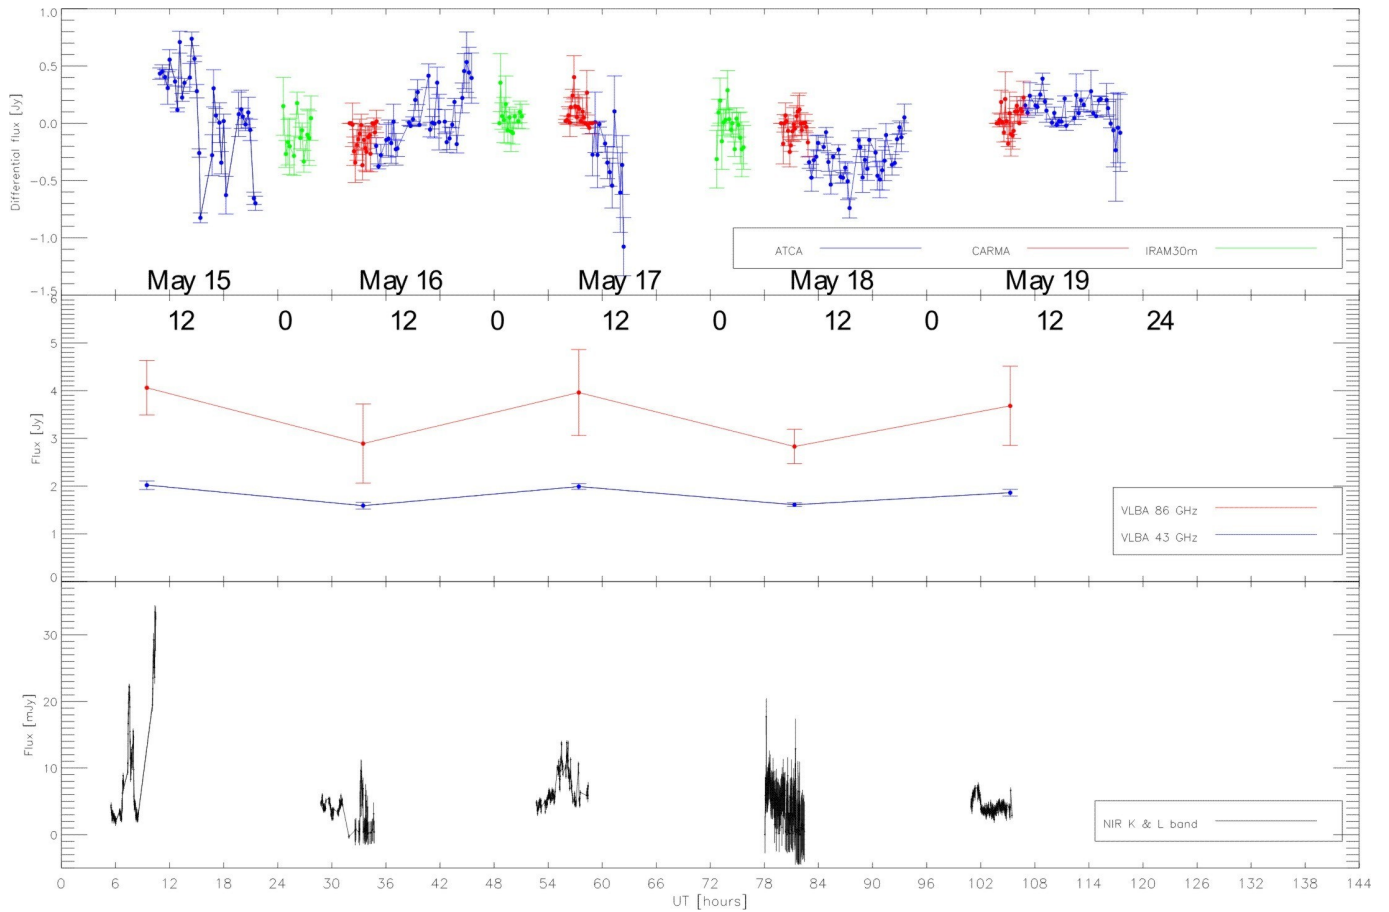 1.0
0.5
0.0
−0.5
−1.0
−1.5
Differential flux [Jy]
ATCA CARMA IRAM30m
May 15 May 16 May 17 May 18 May 19
12 0 12 0 12 0 12 0 12 24
6
5
4
3
2
1
0
Flux [Jy]
VLBA 86 GHz
VLBA 43 GHz
30
20
10
0
Flux [mJy]
NIR K & L band
0 6 12 18 24 30 36 42 48 54 60 66 72 78 84 90 96 102 108 114 120 126 132 138 144
UT [hours]